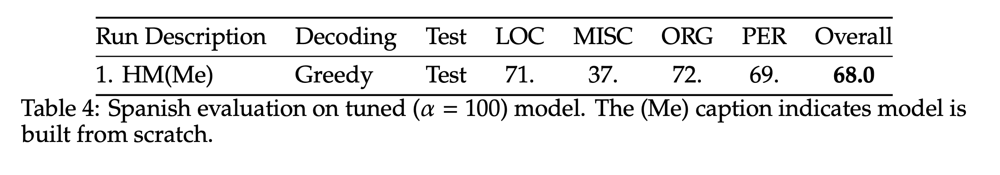 Run Description Decoding Test LOC MISC ORG PER Overall
1. HM(Me) Greedy Test 71. 37. 72. 69. 68.0
Table 4: Spanish evaluation on tuned (α = 100) model. The (Me) caption indicates model is
built from scratch.